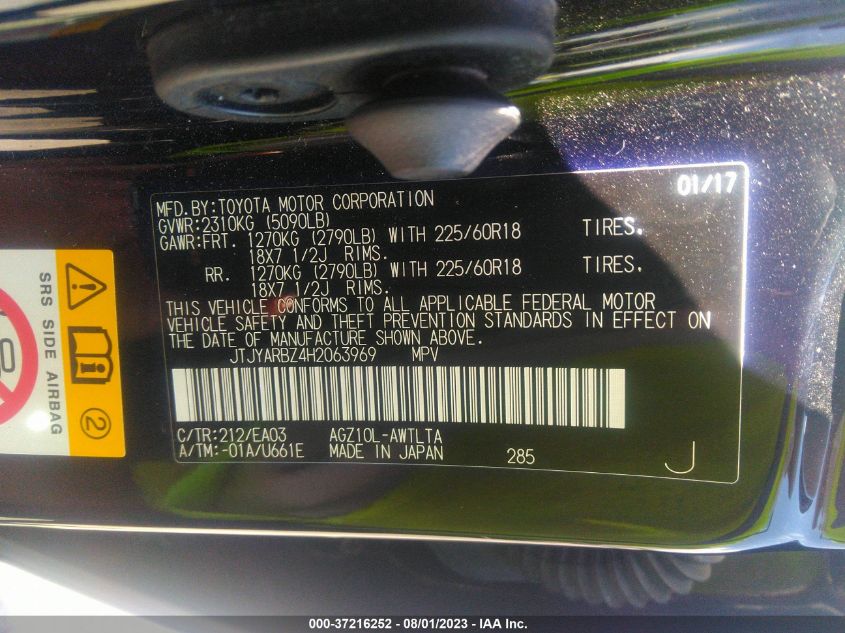 01/17
MFD.BY:TOYOTA MOTOR CORPORATION
GVWR:2310KG (5090LB)
GAWR:FRT. 1270KG (2790LB) WITH 225/60R18 TIRES,
18X7 1/2J RIMS.
RR. 1270KG (2790LB) WITH 225/60R18 TIRES,
18X7 1/2J RIMS.
THIS VEHICLE CONFORMS TO ALL APPLICABLE FEDERAL MOTOR
VEHICLE SAFETY AND THEFT PREVENTION STANDARDS IN EFFECT ON
THE DATE OF MANUFACTURE SHOWN ABOVE.
JTJYARBZ4H2063969 MPV
C/TR:212/EA03 AGZ10L-AWTLTA
A/TM:-01A/U661E MADE IN JAPAN 285 J
SRS SIDE AIRBAG
2
000-37216252 - 08/01/2023 - IAA Inc.